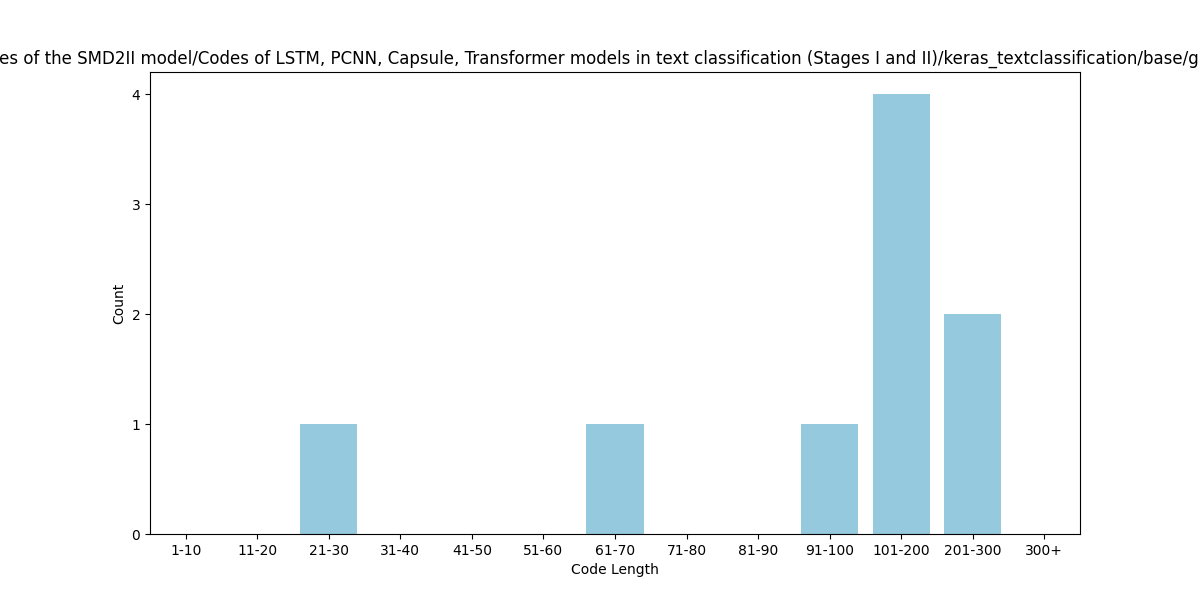 es of the SMD2II model/Codes of LSTM, PCNN, Capsule, Transformer models in text classification (Stages I and II)/keras_textclassification/base/g
4
3
2
1
0
Count
1-10 11-20 21-30 31-40 41-50 51-60 61-70 71-80 81-90 91-100 101-200 201-300 300+
Code Length